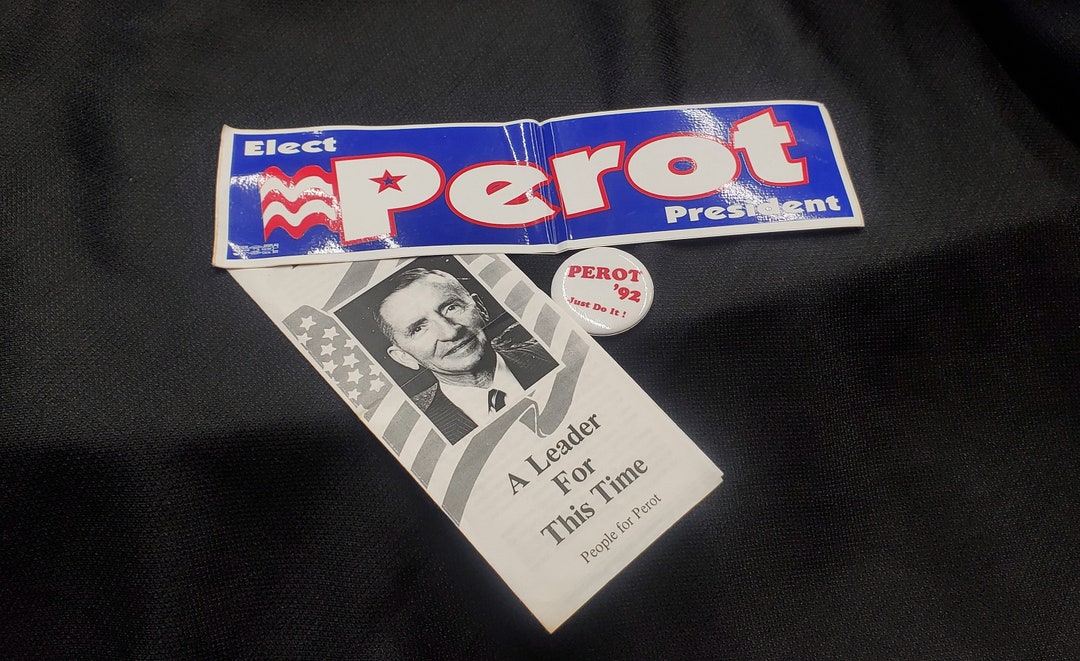 Elect
Perot
President
PEROT
'92
Just Do It!
A Leader
For
This Time
People for Perot